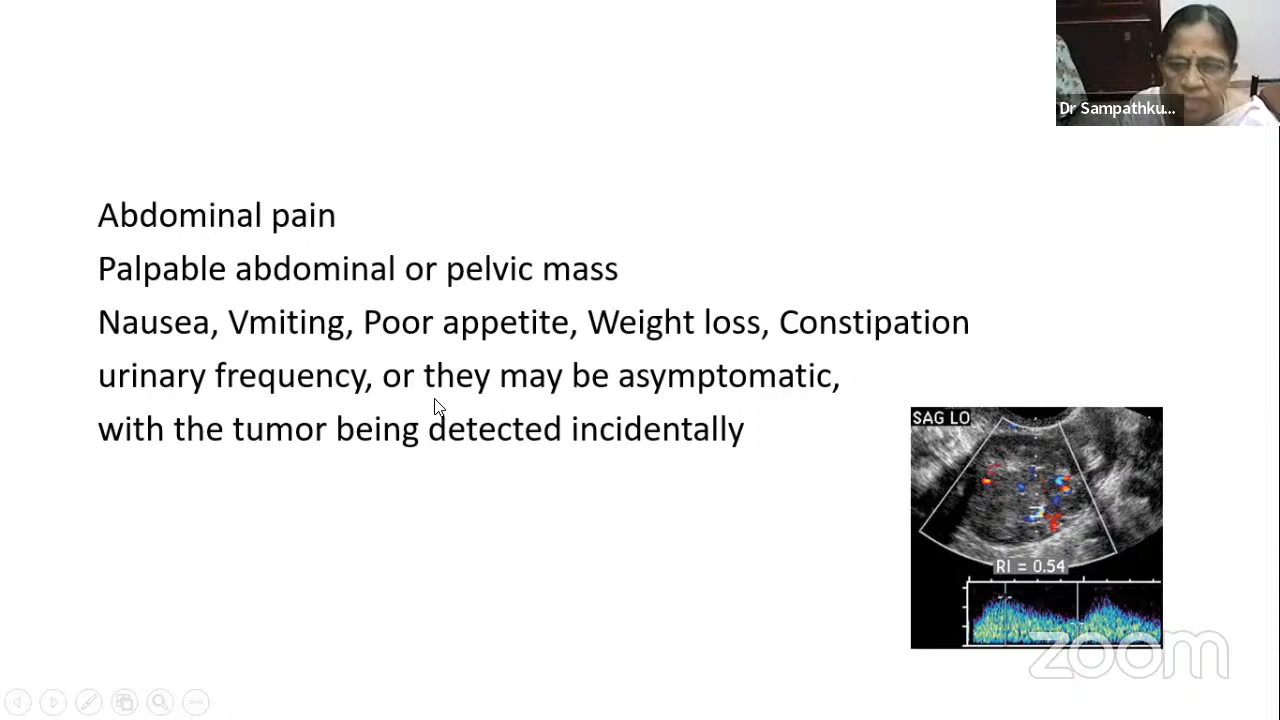 Dr Sampathku...
Abdominal pain
Palpable abdominal or pelvic mass
Nausea, Vmiting, Poor appetite, Weight loss, Constipation
urinary frequency, or they may be asymptomatic,
with the tumor being detected incidentally
SAG LO
RI = 0.54
zoom